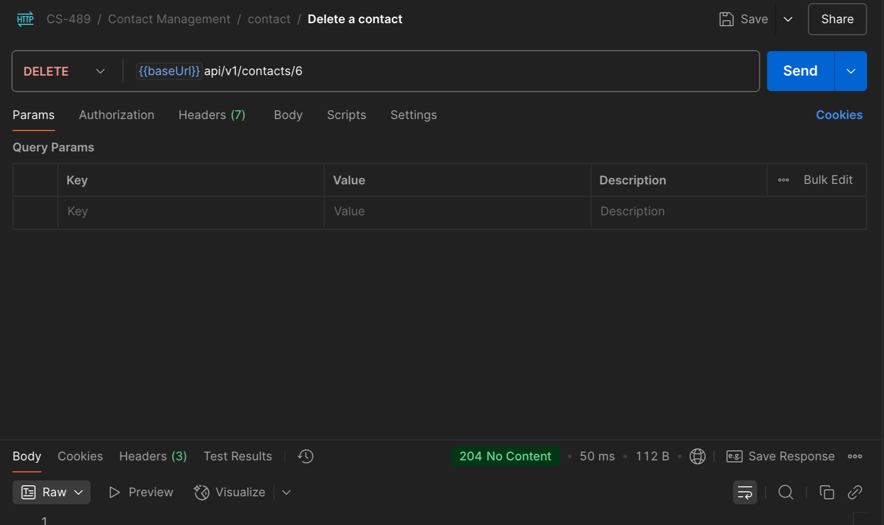 HTTP CS-489 / Contact Management / contact / Delete a contact Save Share
DELETE {{baseUrl}} api/v1/contacts/6 Send
Params Authorization Headers (7) Body Scripts Settings Cookies
Query Params
Key Value Description Bulk Edit
Key Value Description
Body Cookies Headers (3) Test Results 204 No Content • 50 ms • 112 B • e.g. Save Response
Raw Preview Visualize
1